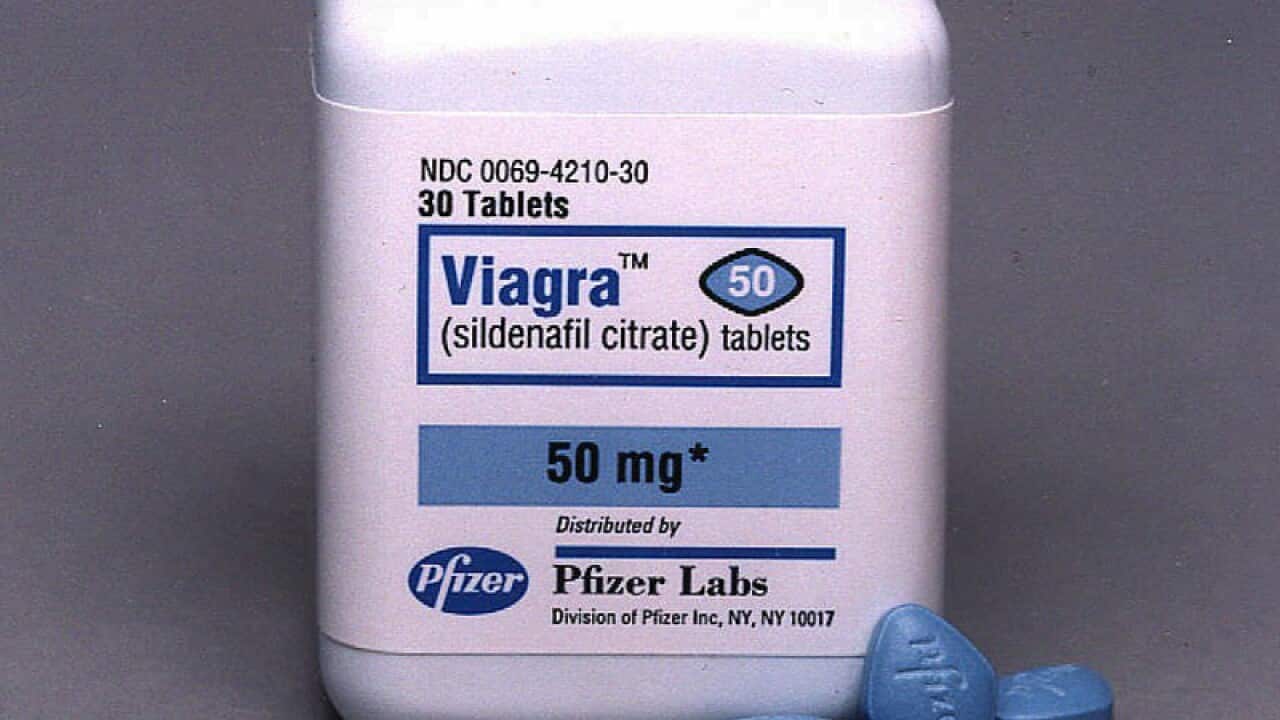 NDC 0069-4210-30
30 Tablets
Viagra™ 50
(sildenafil citrate) tablets
50 mg*
Distributed by
Pfizer
Pfizer Labs
Division of Pfizer Inc, NY, NY 10017
Pfizer